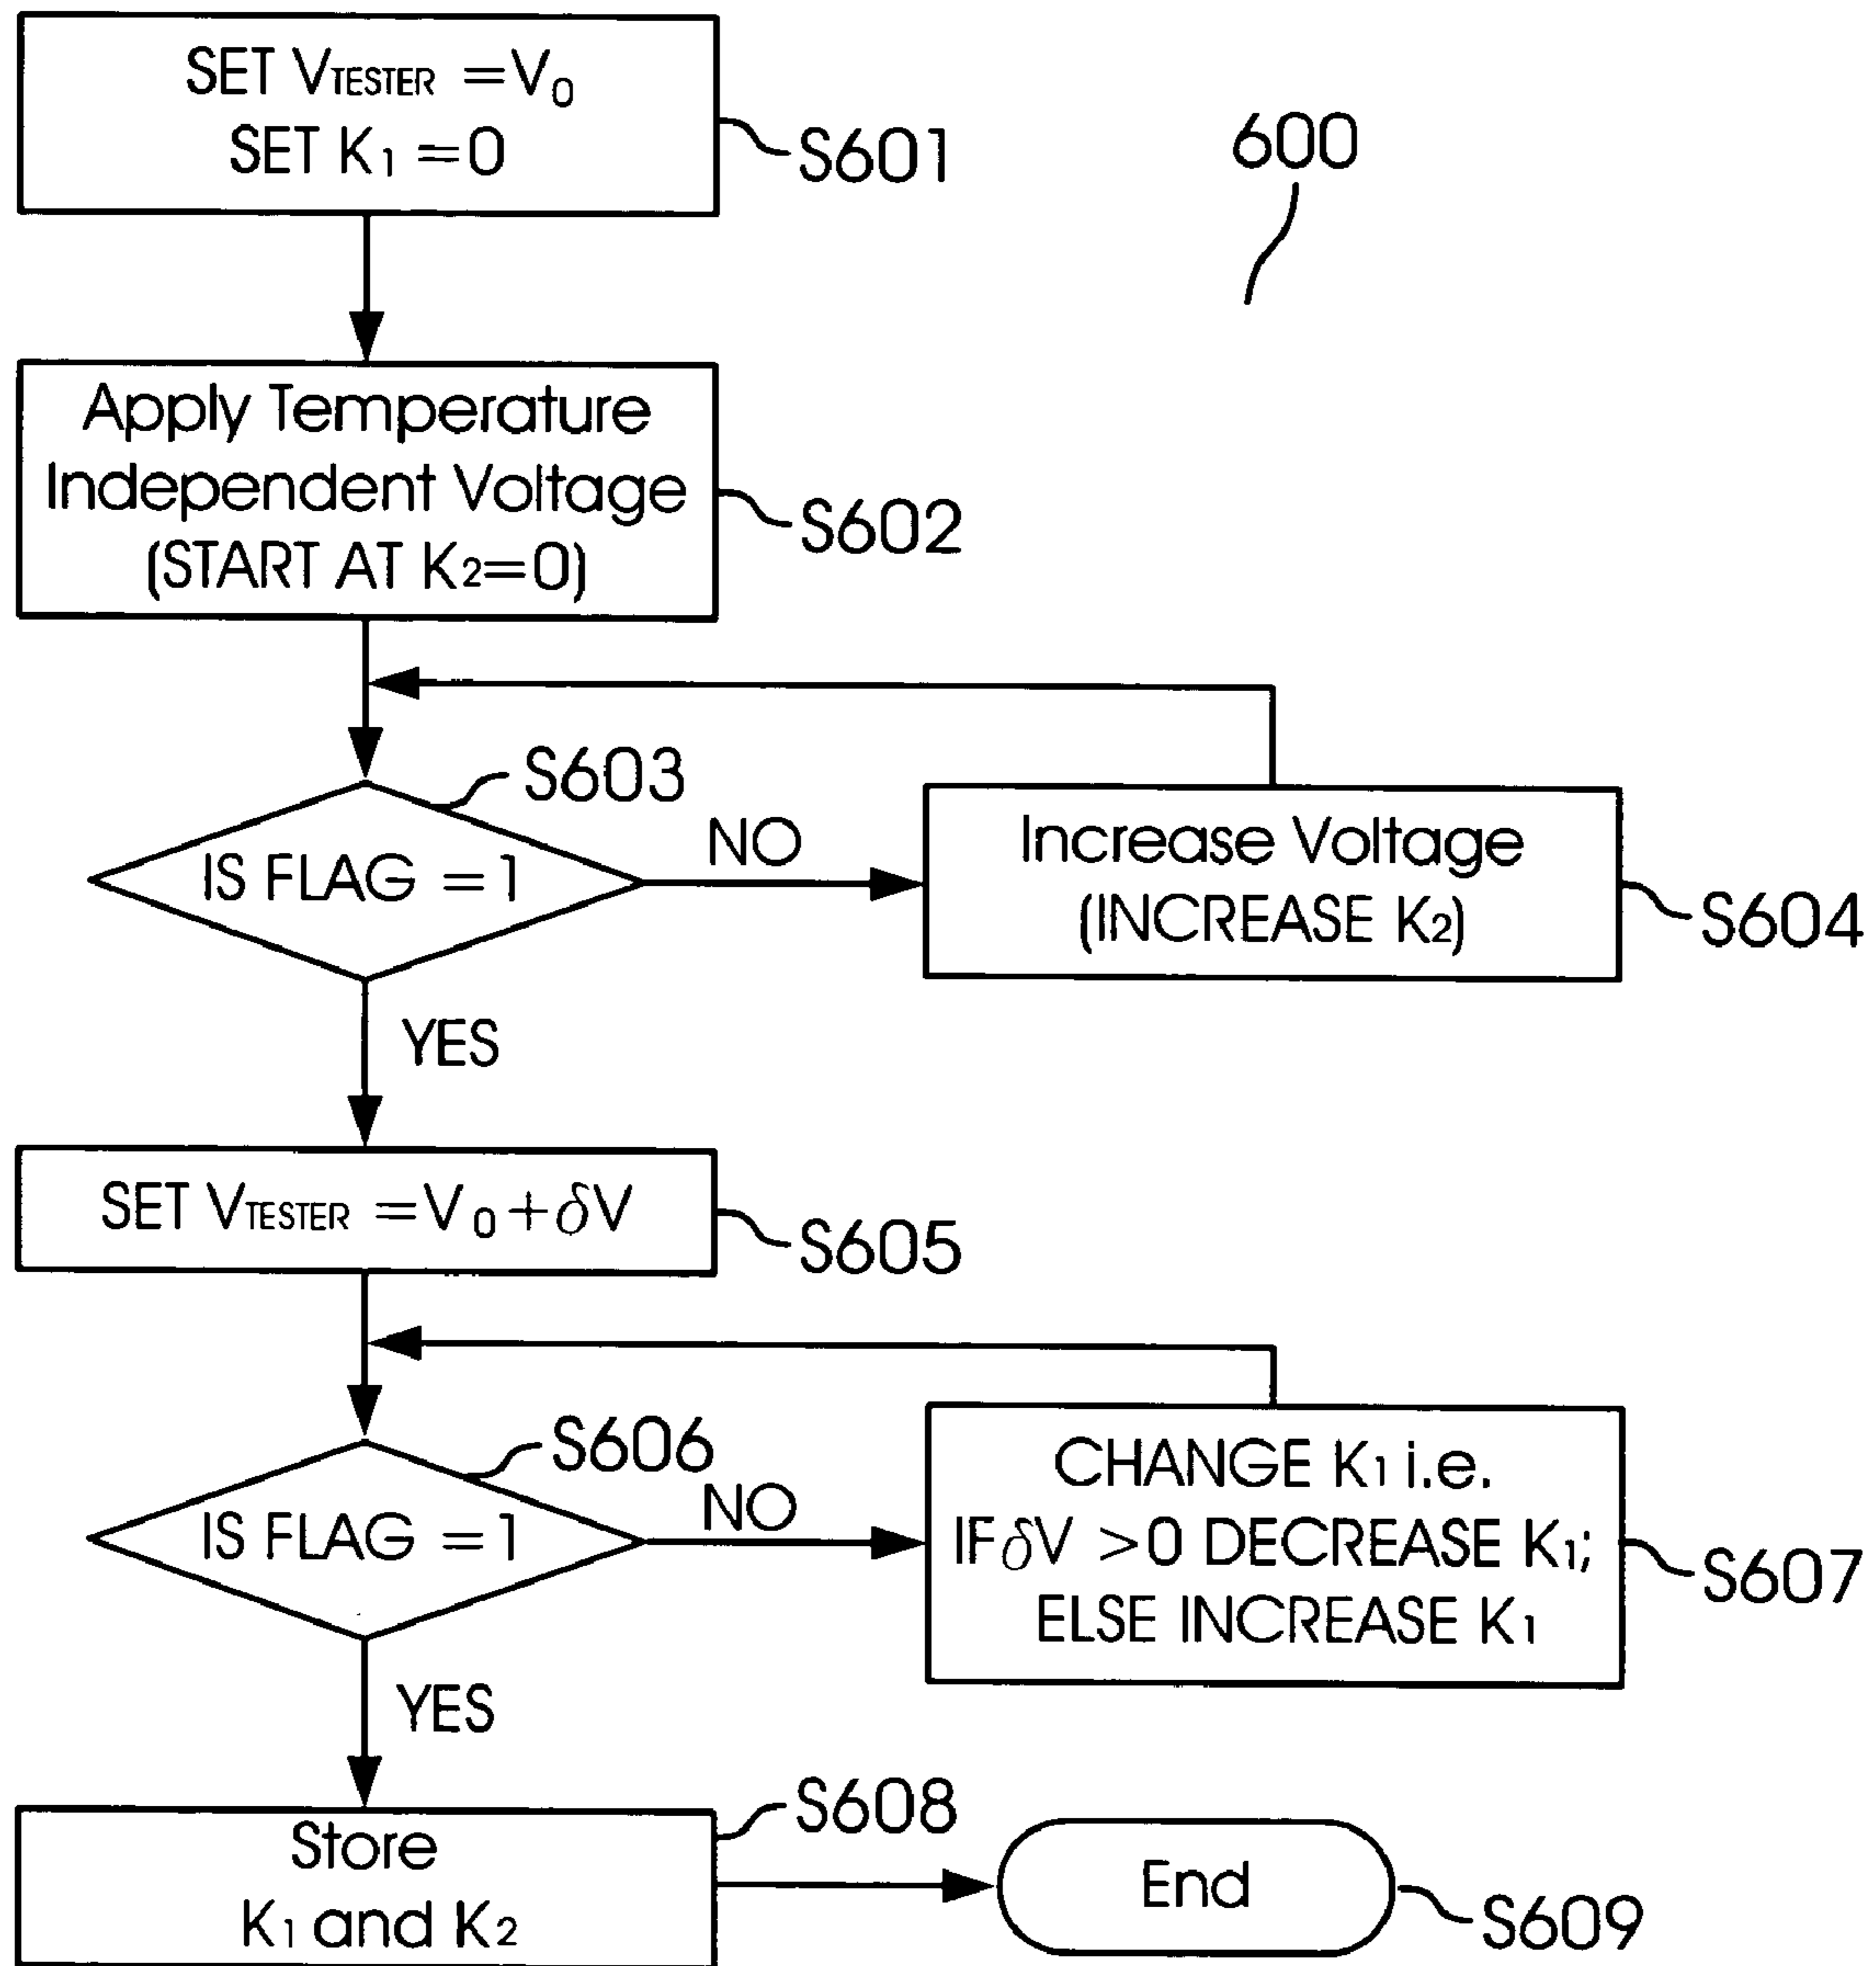 SET VTESTER = V0
SET K1 = 0
S601
600
Apply Temperature
Independent Voltage
(START AT K2=0)
S602
S603
IS FLAG = 1
NO
Increase Voltage
(INCREASE K2)
S604
YES
SET VTESTER = V0 + δV
S605
S606
IS FLAG = 1
NO
CHANGE K1 i.e.
IF δV >0 DECREASE K1;
ELSE INCREASE K1
S607
YES
Store
K1 and K2
S608
End
S609